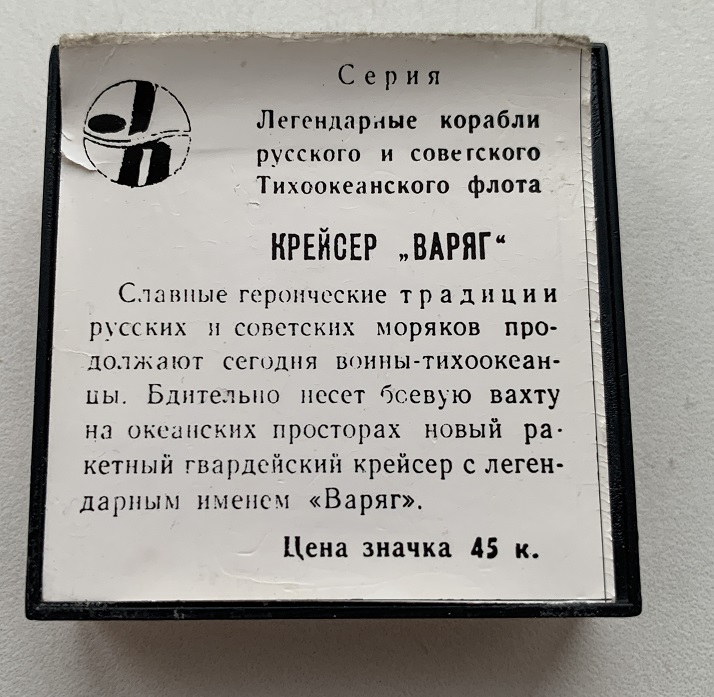 Серия
Легендарные корабли
русского и советского
Тихоокеанского флота
КРЕЙСЕР „ВАРЯГ“
Славные героические традиции
русских и советских моряков про-
должают сегодня воины-тихоокеан-
цы. Бдительно несет боевую вахту
на океанских просторах новый ра-
кетный гвардейский крейсер с леген-
дарным именем «Варяг».
Цена значка 45 к.